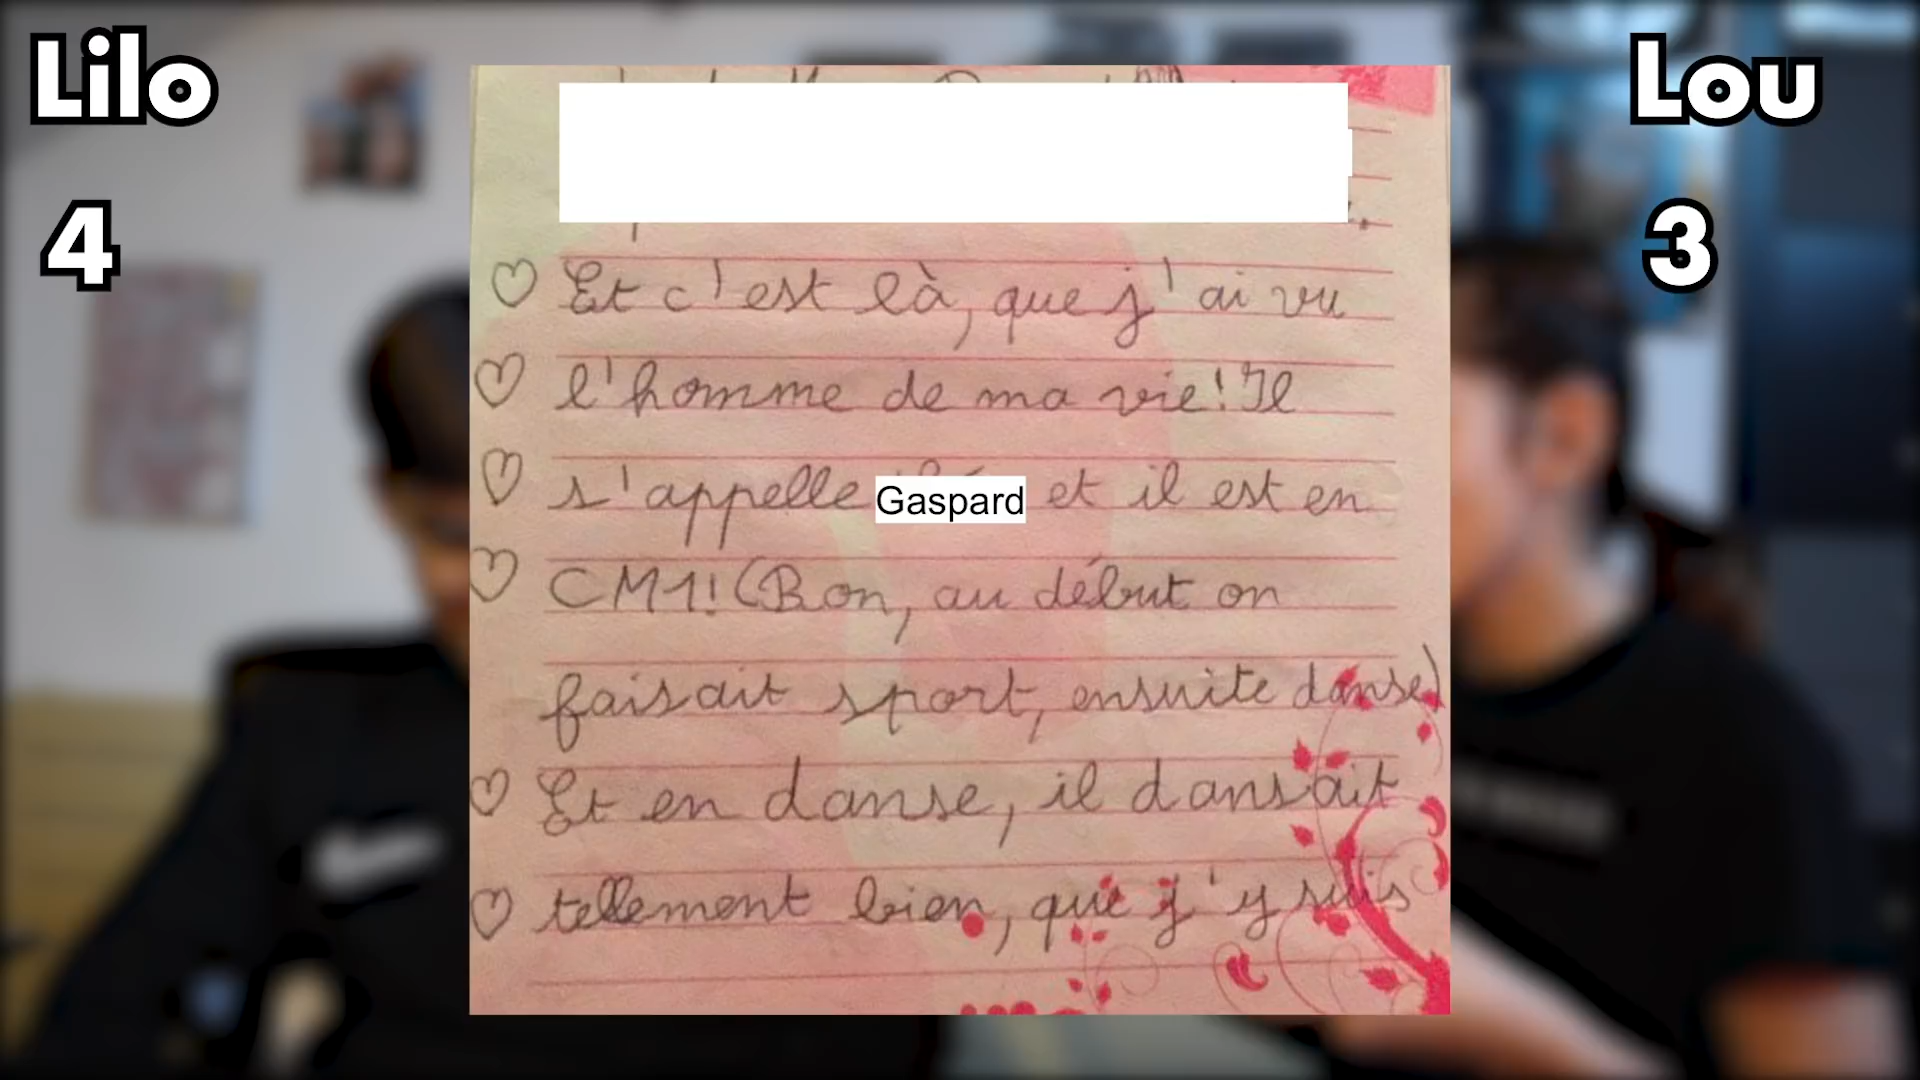 Lilo
Lou
4
3
Et c'est là, que j'ai vu
l'homme de ma vie! Il
s'appelle Gaspard et il est en
CM1! (Bon, au début on
faisait sport, ensuite danse)
Et en danse, il dansait
tellement bien, que j'y suis